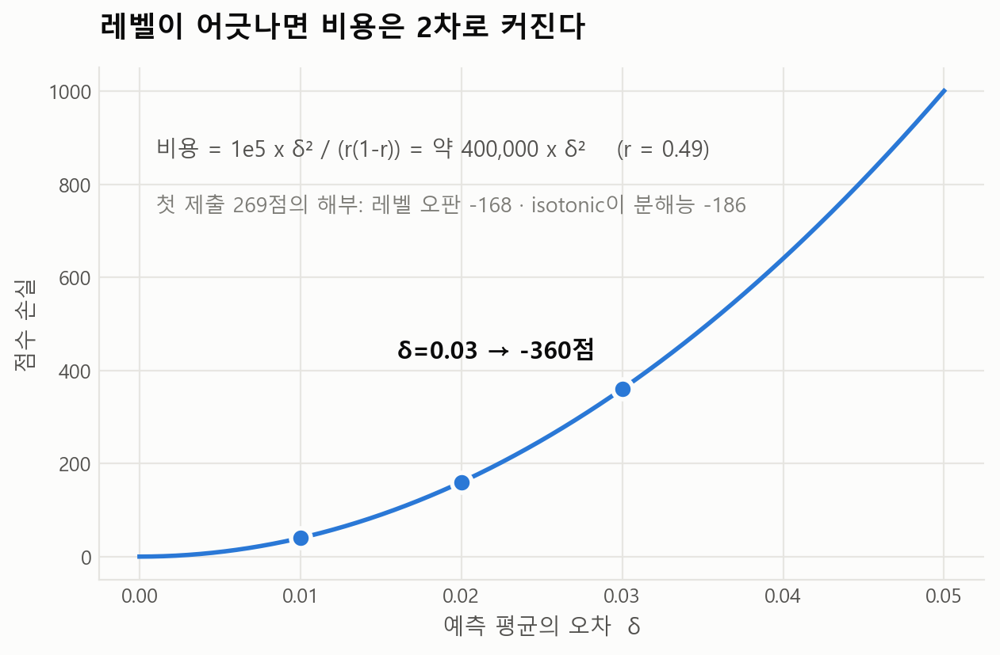 레벨이 어긋나면 비용은 2차로 커진다
1000
비용 = 1e5 x δ² / (r(1-r)) = 약 400,000 x δ² (r = 0.49)
800
첫 제출 269점의 해부: 레벨 오판 -168 · isotonic이 분해능 -186
600
점수 손실
δ=0.03 → -360점
400
200
0
0.00 0.01 0.02 0.03 0.04 0.05
예측 평균의 오차 δ